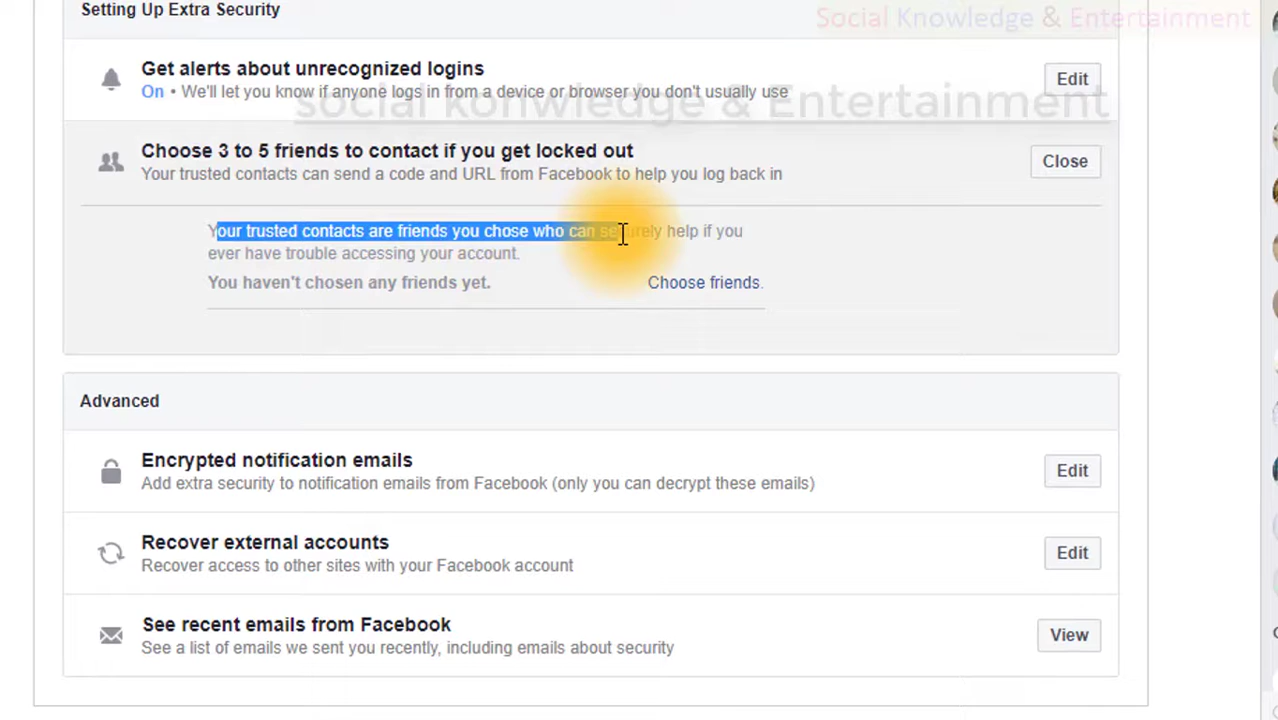 Setting Up Extra Security
Social Knowledge & Entertainment
Get alerts about unrecognized logins
Edit
On • We'll let you know if anyone logs in from a device or browser you don't usually use
social konwledge & Entertainment
Choose 3 to 5 friends to contact if you get locked out
Close
Your trusted contacts can send a code and URL from Facebook to help you log back in
Your trusted contacts are friends you chose who can securely help if you
ever have trouble accessing your account.
You haven't chosen any friends yet.
Choose friends.
Advanced
Encrypted notification emails
Edit
Add extra security to notification emails from Facebook (only you can decrypt these emails)
Recover external accounts
Edit
Recover access to other sites with your Facebook account
See recent emails from Facebook
View
See a list of emails we sent you recently, including emails about security